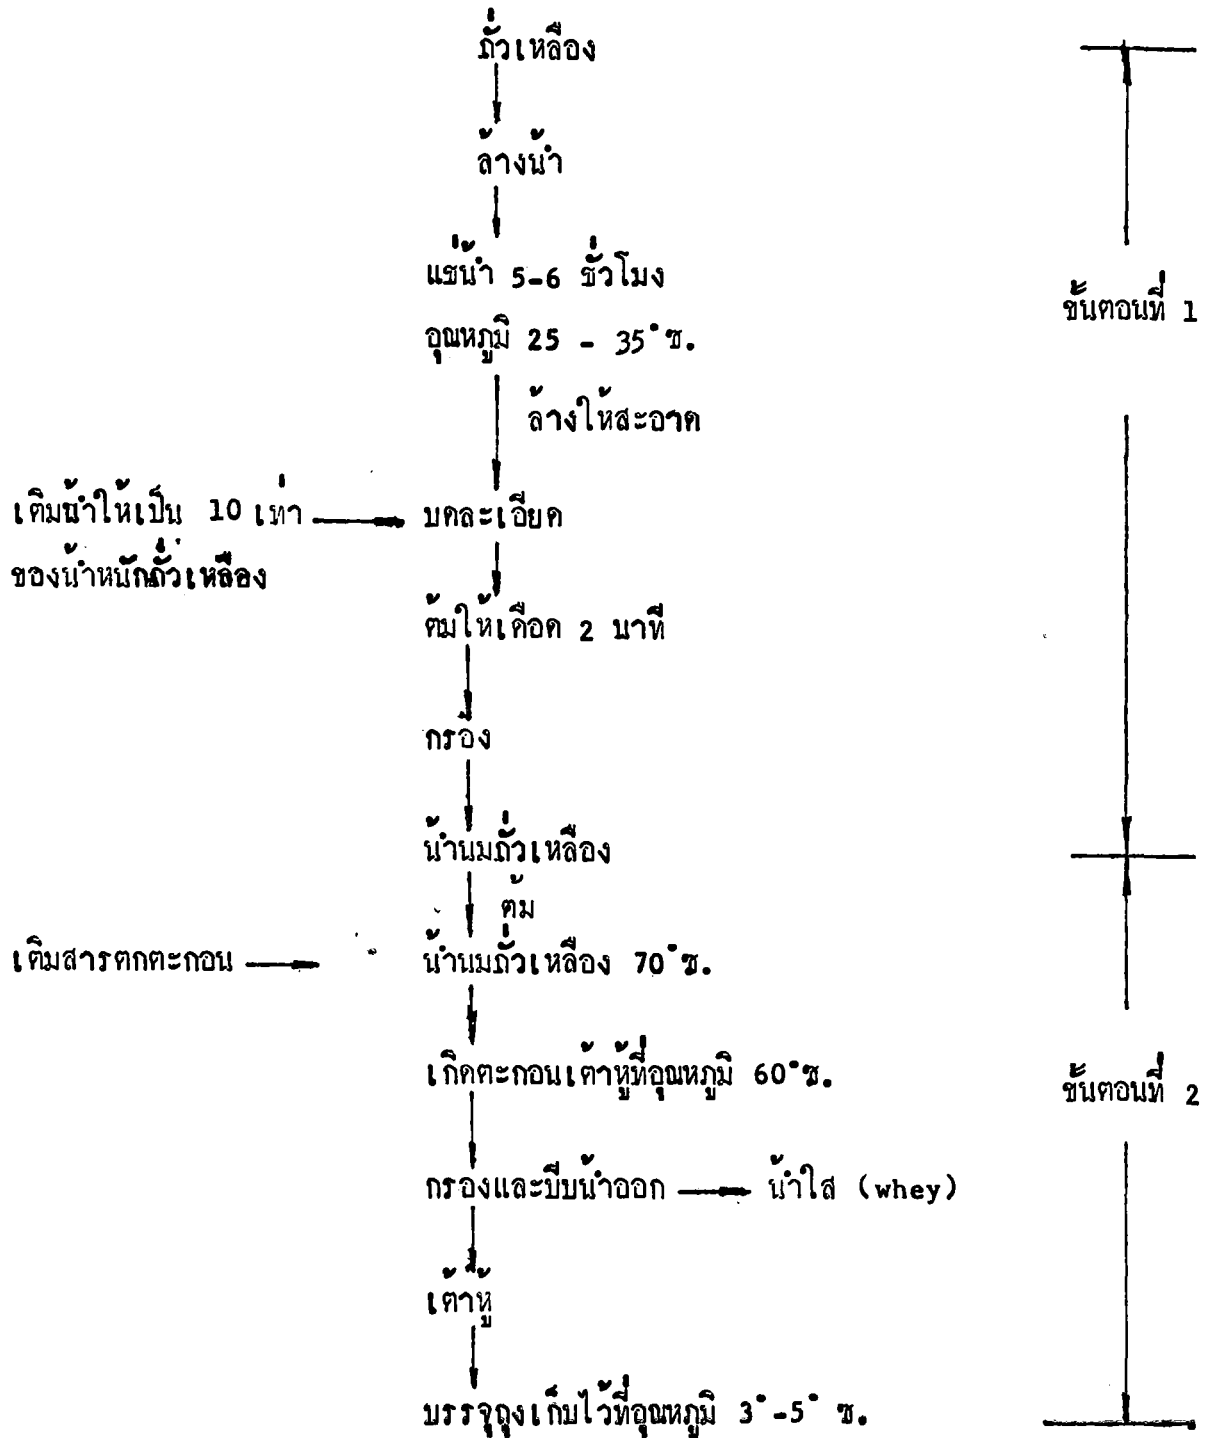 ถั่วเหลือง
ล้างน้ำ
แช่น้ำ 5-6 ชั่วโมง
ขั้นตอนที่ 1
อุณหภูมิ 25 - 35°ซ.
ล้างให้สะอาด
เติมน้ำให้เป็น 10 เท่า
บดละเอียด
ของน้ำหนักถั่วเหลือง
ต้มให้เดือด 2 นาที
กรอง
น้ำนมถั่วเหลือง
ต้ม
เติมสารตกตะกอน
น้ำนมถั่วเหลือง 70°ซ.
เกิดตะกอนเต้าหู้ที่อุณหภูมิ 60°ซ.
ขั้นตอนที่ 2
กรองและบีบน้ำออก
น้ำใส (whey)
เต้าหู้
บรรจุถุงเก็บไว้ที่อุณหภูมิ 3°-5° ซ.